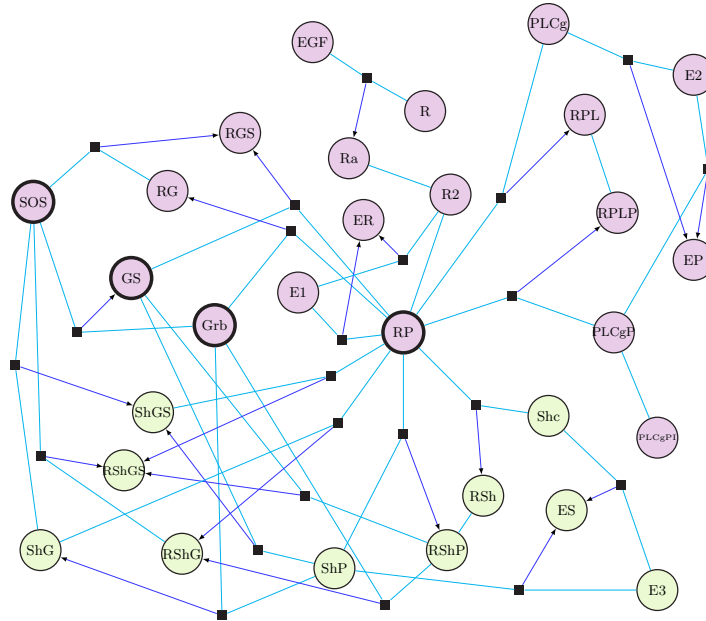 PLCg
EGF
E2
R
RPL
RGS
Ra
RG
R2
SOS
RPLP
ER
EP
GS
E1
Grb
RP
PLCgP
ShGS
Shc
PLCgPI
RShGS
RSh
ES
ShG
RShG
RShP
ShP
E3